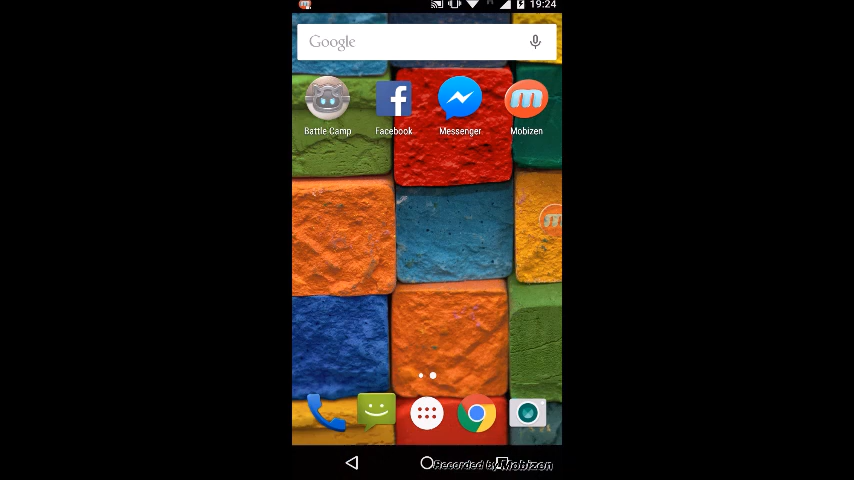 19:24
Google
Battle Camp
Facebook
Messenger
Mobizen
Recorded by Mobizen